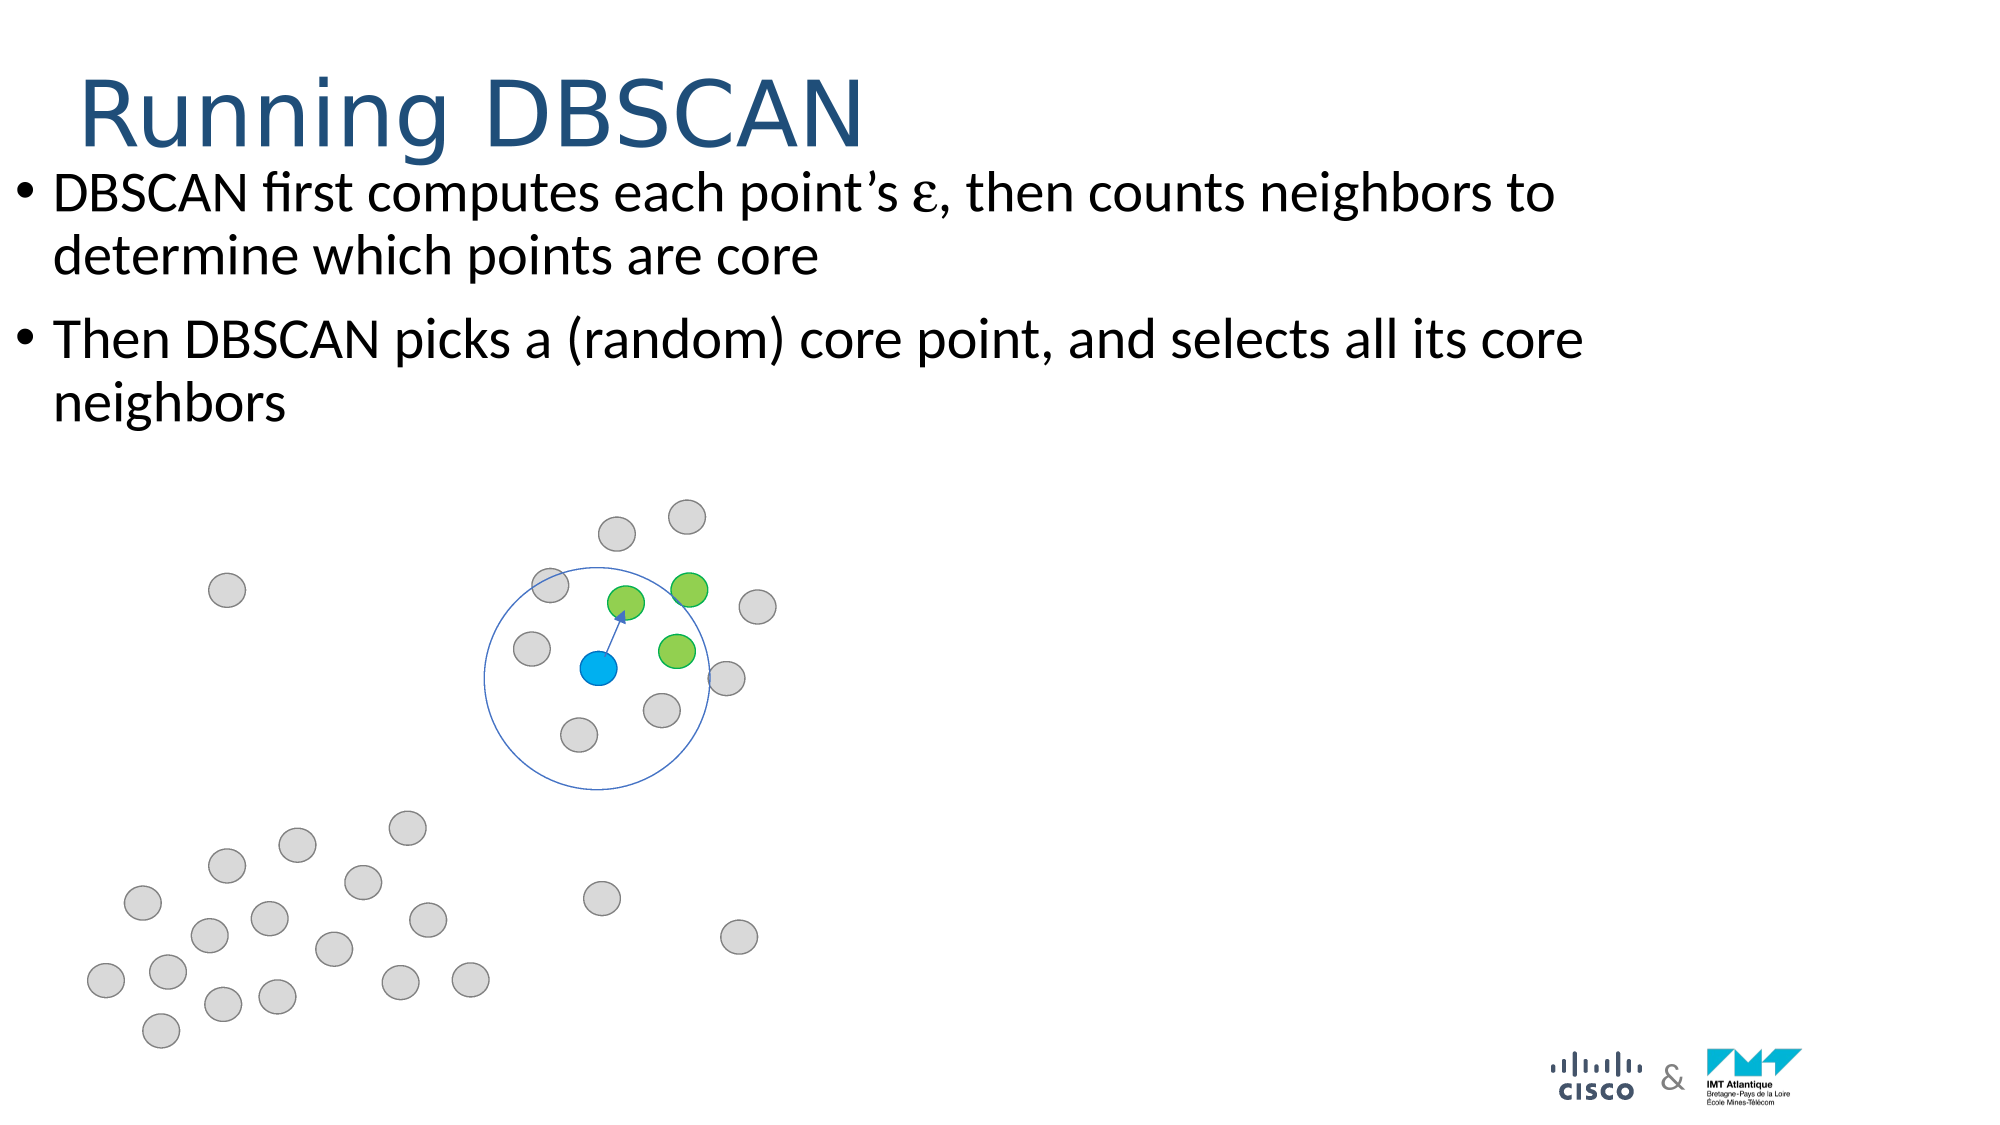 Running DBSCAN
• DBSCAN first computes each point’s ε, then counts neighbors to
determine which points are core
• Then DBSCAN picks a (random) core point, and selects all its core
neighbors
CISCO & IMT Atlantique
Bretagne-Pays de la Loire
École Mines-Télécom